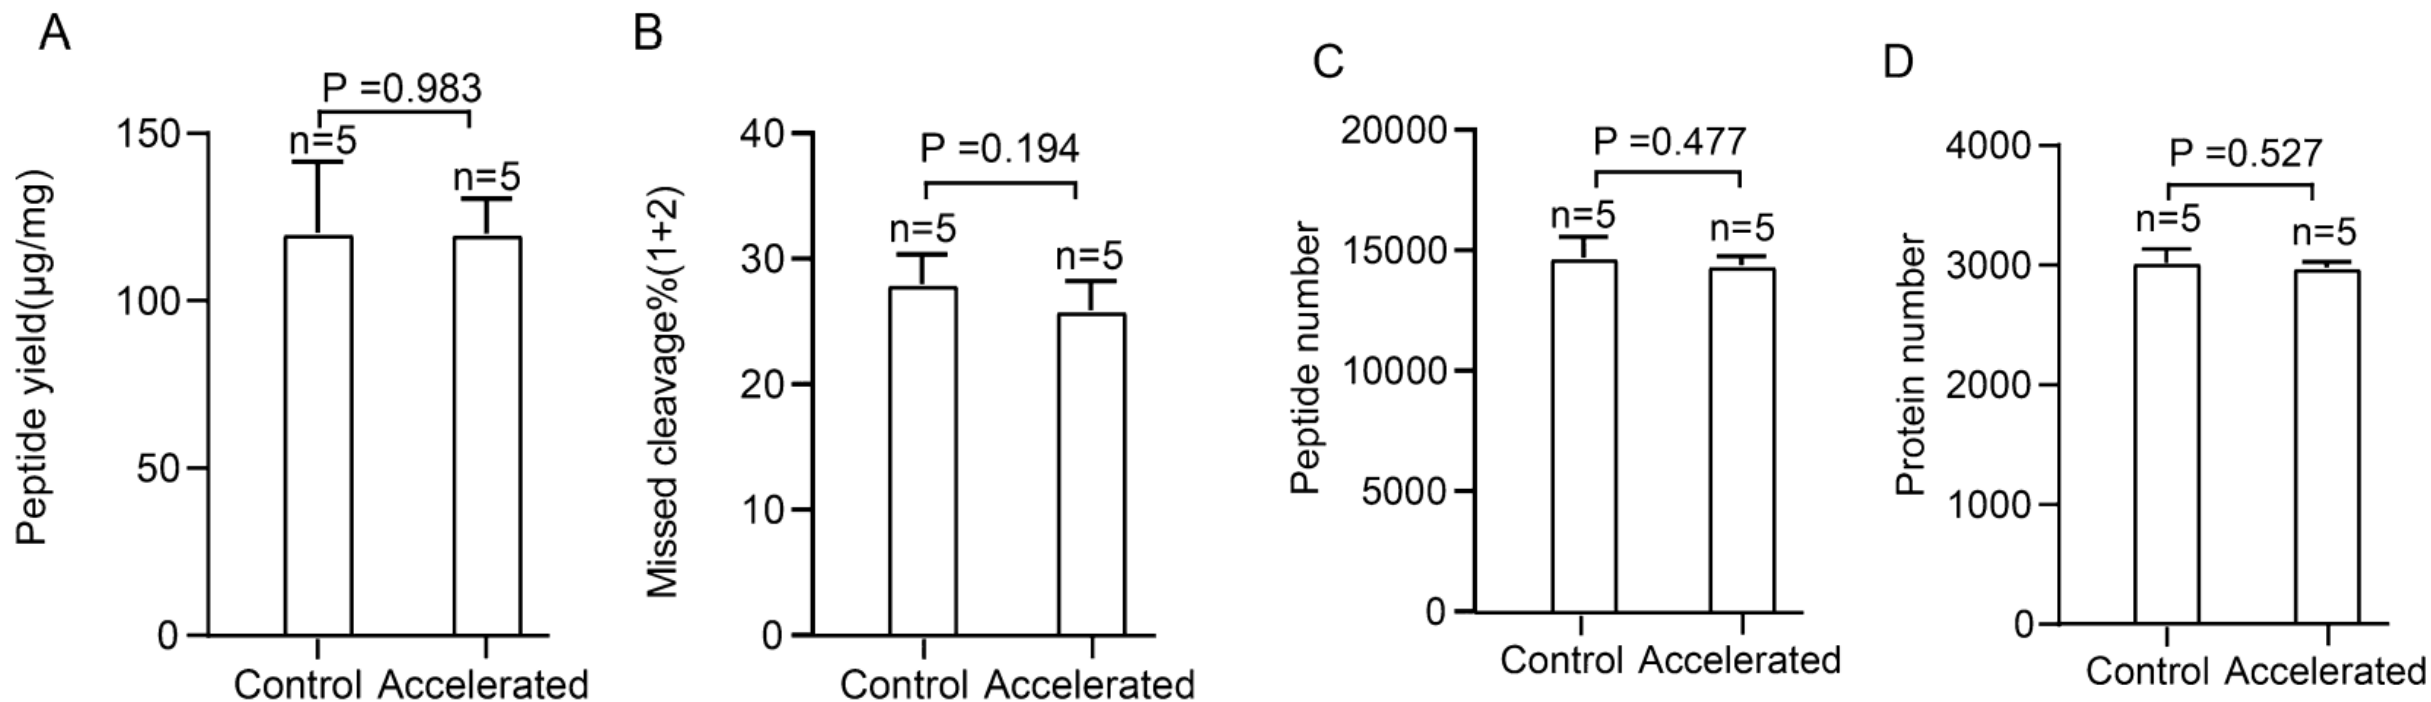 A
P =0.983
n=5
n=5
150
100
50
0
Peptide yield(µg/mg)
Control Accelerated
B
P =0.194
n=5
n=5
40
30
20
10
0
Missed cleavage%(1+2)
Control Accelerated
C
P =0.477
n=5
n=5
20000
15000
10000
5000
0
Peptide number
Control Accelerated
D
P =0.527
n=5
n=5
4000
3000
2000
1000
0
Protein number
Control Accelerated